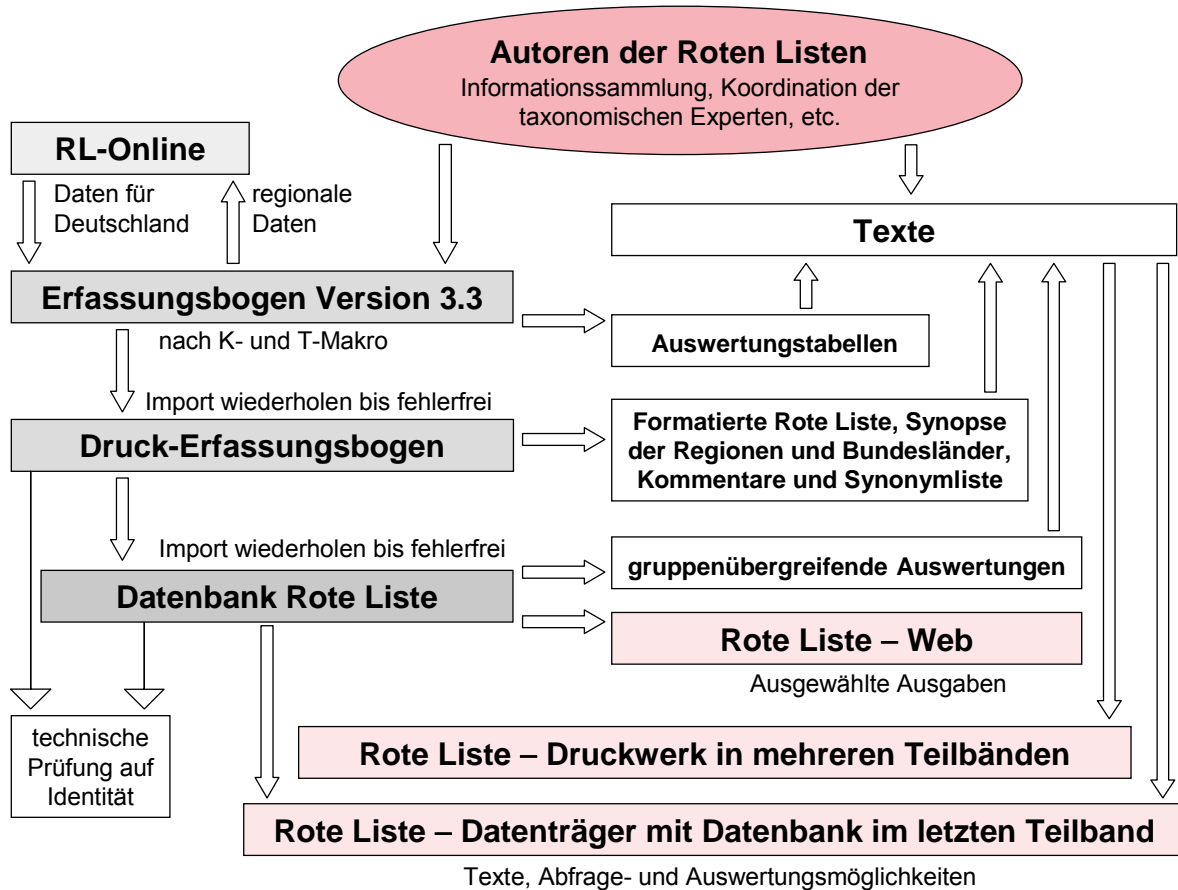 Autoren der Roten Listen
Informationssammlung, Koordination der
taxonomischen Experten, etc.
RL-Online
Daten für
Deutschland
regionale
Daten
Texte
Erfassungsbogen Version 3.3
nach K- und T-Makro
Auswertungstabellen
Import wiederholen bis fehlerfrei
Druck-Erfassungsbogen
Formatierte Rote Liste, Synopse
der Regionen und Bundesländer,
Kommentare und Synonymliste
Import wiederholen bis fehlerfrei
gruppenübergreifende Auswertungen
Datenbank Rote Liste
Rote Liste – Web
Ausgewählte Ausgaben
technische
Prüfung auf
Identität
Rote Liste – Druckwerk in mehreren Teilbänden
Rote Liste – Datenträger mit Datenbank im letzten Teilband
Texte, Abfrage- und Auswertungsmöglichkeiten